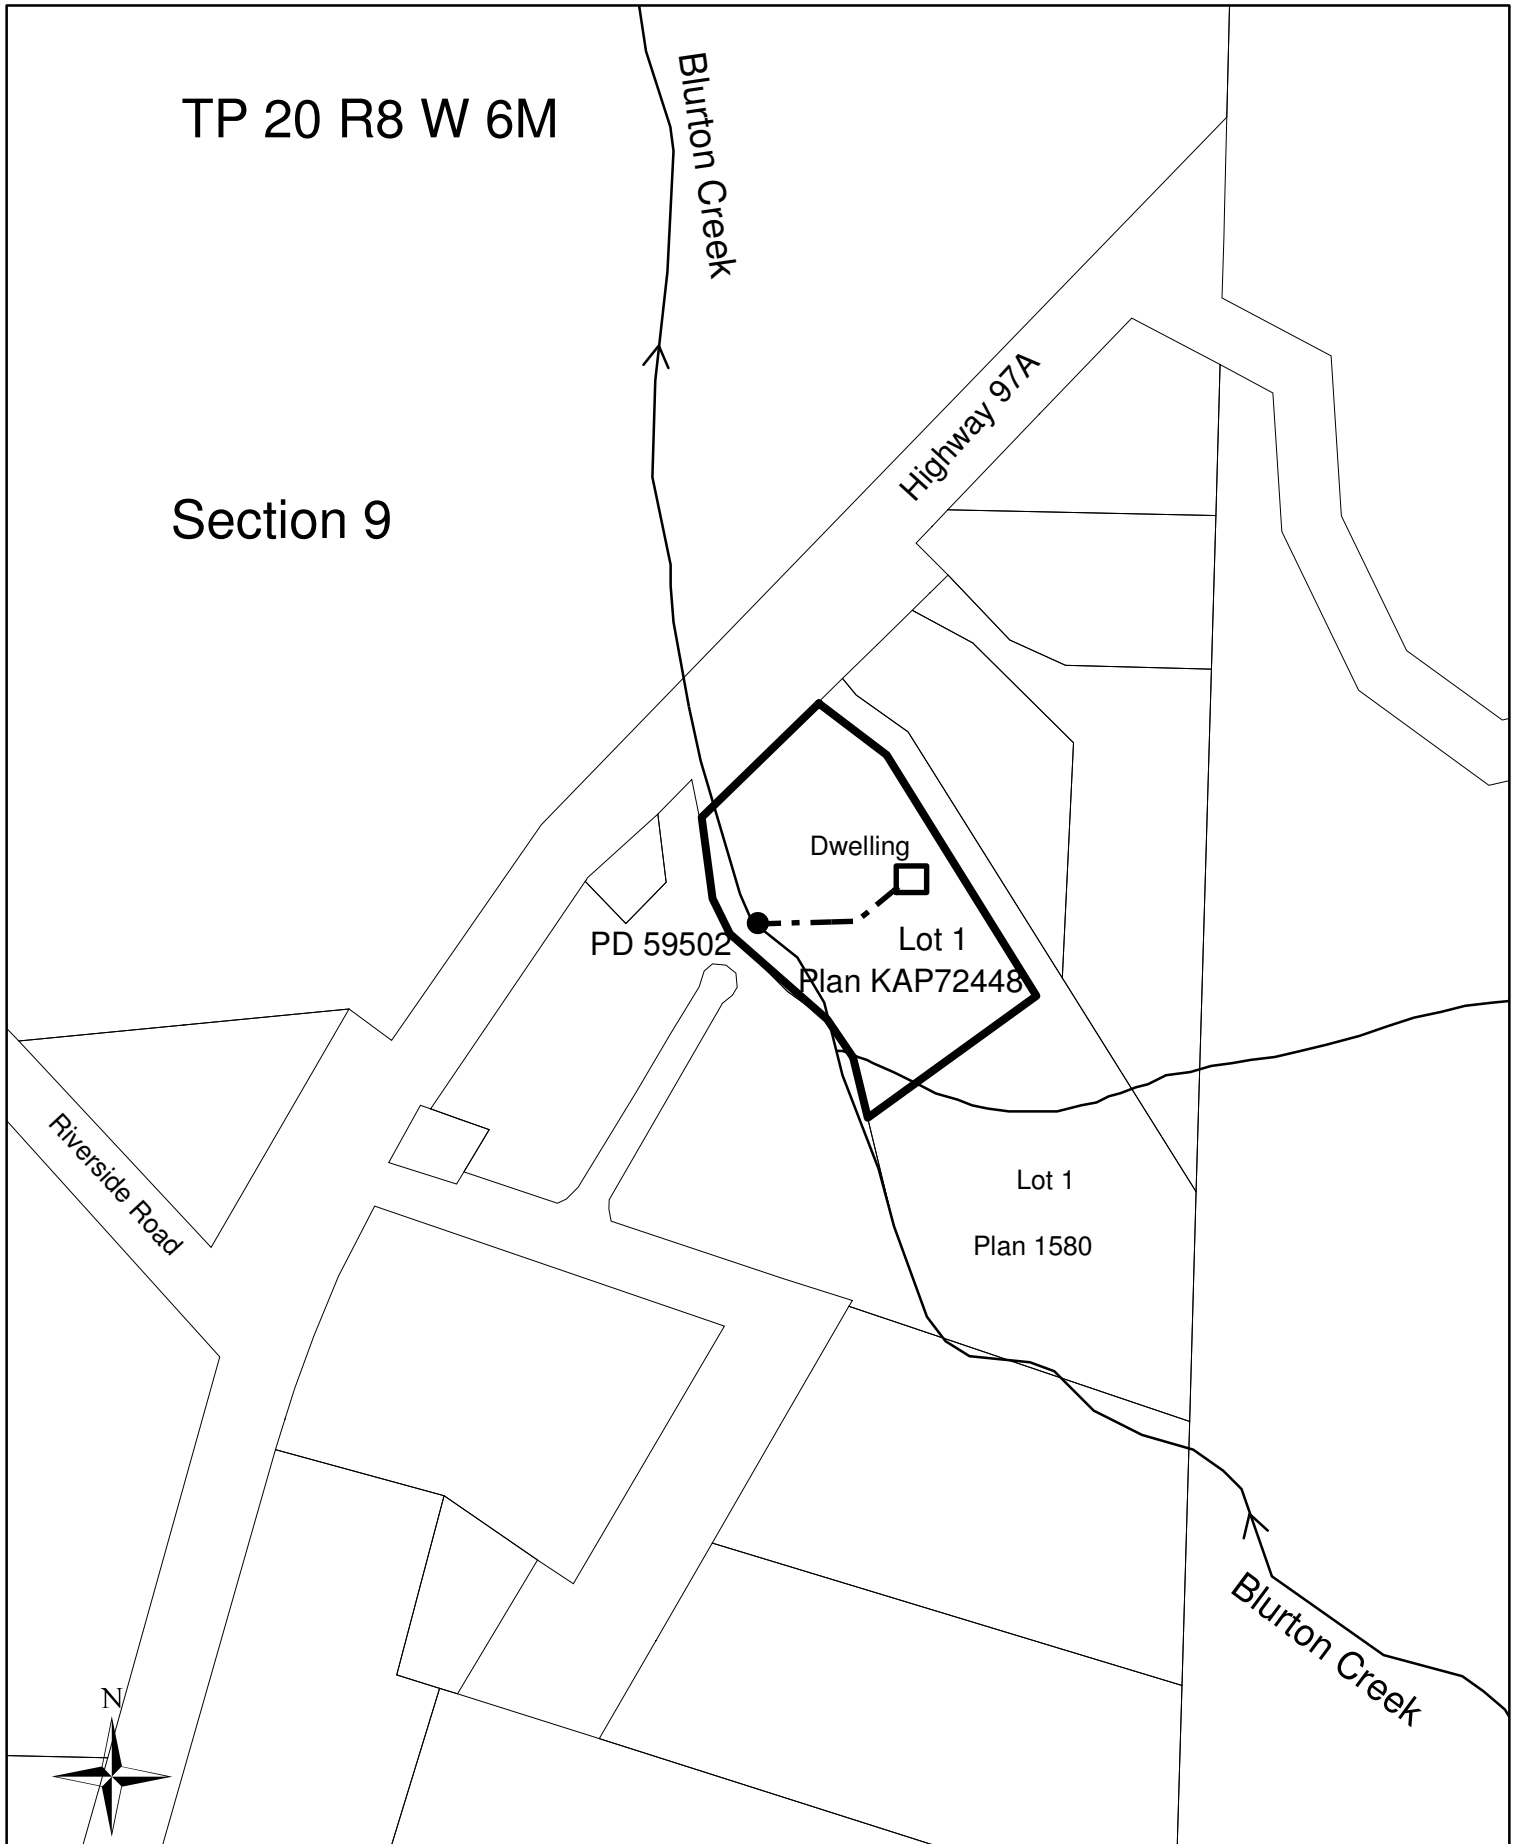 TP 20 R8 W 6M
Blurton Creek
Highway 97A
Section 9
Dwelling
PD 59502
Lot 1
Plan KAP72448
Riverside Road
Lot 1
Plan 1580
Blurton Creek
N